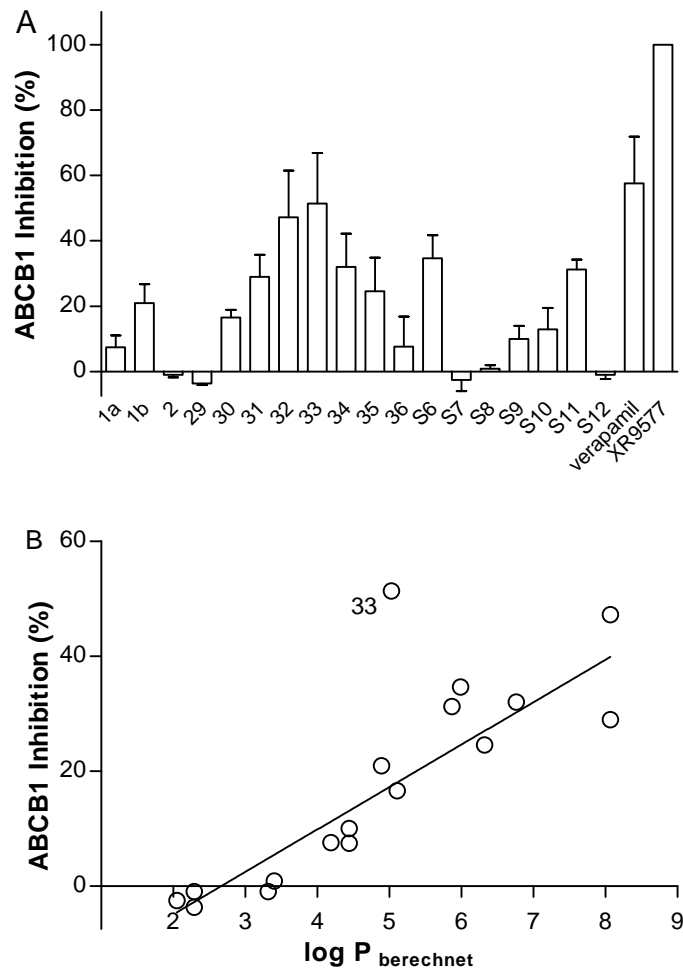 A
ABCB1 Inhibition (%)
100
80
60
40
20
0
1a
1b
2
29
30
31
32
33
34
35
36
S6
S7
S8
S9
S10
S11
S12
verapamil
XR9577
B
ABCB1 Inhibition (%)
60
40
20
0
33
2
3
4
5
6
7
8
9
log P berechnet